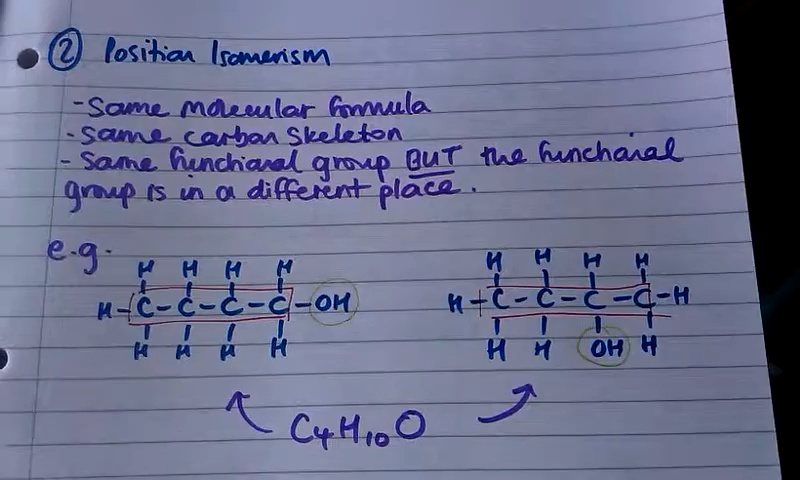 ② Position Isomerism
- Same molecular formula
- Same carbon skeleton
- Same functional group BUT the functional
group is in a different place.
e.g.
H H H H H H H H
H-C-C-C-C-OH H-C-C-C-C-H
H H H H H H OH H
C4H10O